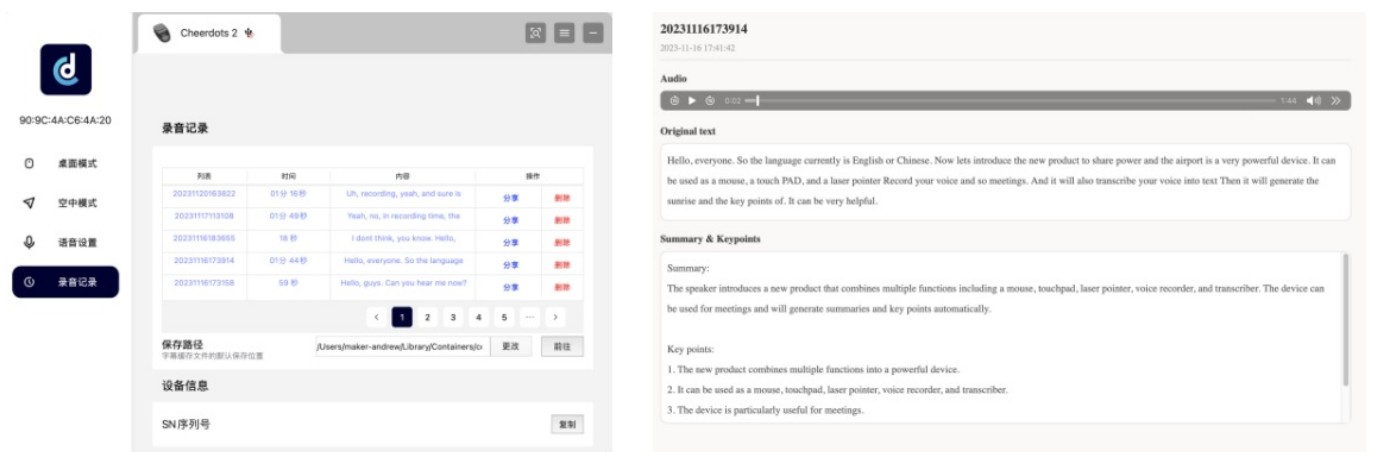 Cheerdots 2
90:9C:4A:C6:4A:20
桌面模式
空中模式
语音设置
录音记录
录音记录
列表 时间 内容 操作
20231120163822 01分 16秒 Uh, recording, yeah, and sure is 分享 删除
20231117113108 01分 49秒 Yeah, no, in recording time, the 分享 删除
20231116183655 18 秒 I dont think, you know. Hello, 分享 删除
20231116173914 01分 44秒 Hello, everyone. So the language 分享 删除
20231116173158 59 秒 Hello, guys. Can you hear me now? 分享 删除
< 1 2 3 4 5 ··· >
保存路径 /Users/maker-andrew/Library/Containers/co 更改 前往
字幕缓存文件的默认保存位置
设备信息
SN序列号 复制
20231116173914
2023-11-16 17:41:42
Audio
0:02 1:44
Original text
Hello, everyone. So the language currently is English or Chinese. Now lets introduce the new product to share power and the airport is a very powerful device. It can
be used as a mouse, a touch PAD, and a laser pointer Record your voice and so meetings. And it will also transcribe your voice into text Then it will generate the
sunrise and the key points of. It can be very helpful.
Summary & Keypoints
Summary:
The speaker introduces a new product that combines multiple functions including a mouse, touchpad, laser pointer, voice recorder, and transcriber. The device can
be used for meetings and will generate summaries and key points automatically.
Key points:
1. The new product combines multiple functions into a powerful device.
2. It can be used as a mouse, touchpad, laser pointer, voice recorder, and transcriber.
3. The device is particularly useful for meetings.